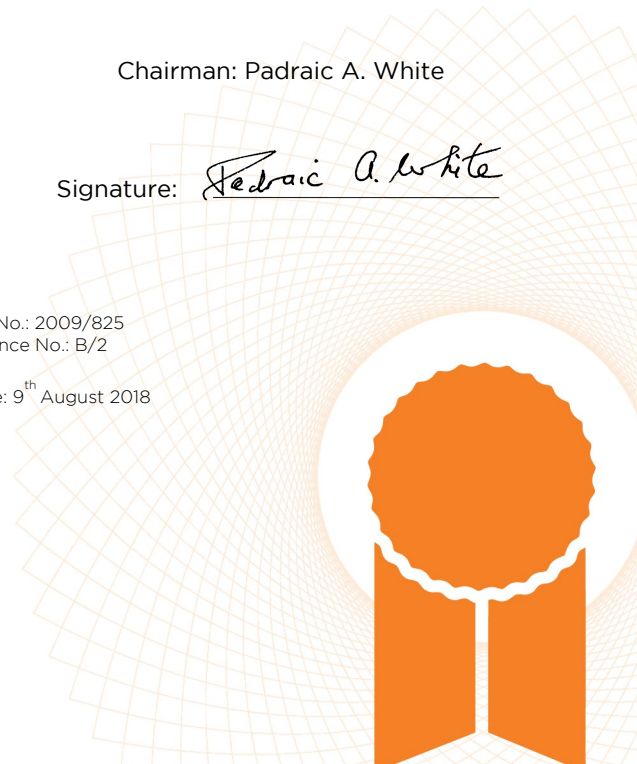 Chairman: Padraic A. White
Signature: Padraic A. White
No.: 2009/825
nce No.: B/2
e: 9th August 2018